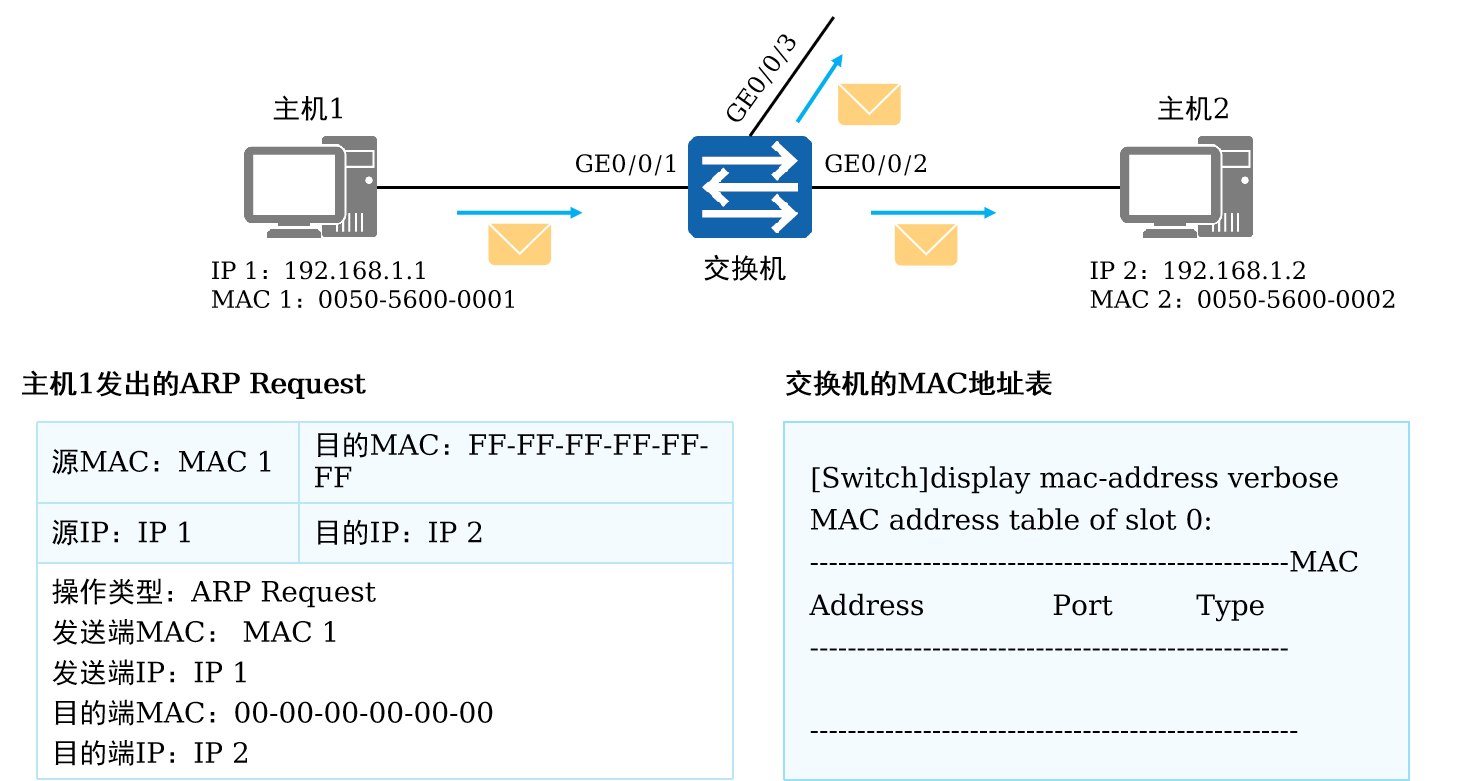 GE0/0/3
主机1
主机2
GE0/0/1
GE0/0/2
交换机
IP 1：192.168.1.1
MAC 1：0050-5600-0001
IP 2：192.168.1.2
MAC 2：0050-5600-0002
主机1发出的ARP Request
源MAC：MAC 1
目的MAC：FF-FF-FF-FF-FF-
FF
源IP：IP 1
目的IP：IP 2
操作类型：ARP Request
发送端MAC： MAC 1
发送端IP：IP 1
目的端MAC：00-00-00-00-00-00
目的端IP：IP 2
交换机的MAC地址表
[Switch]display mac-address verbose
MAC address table of slot 0:
---------------------------------------------------MAC
Address Port Type
---------------------------------------------------
----------------------------------------------------